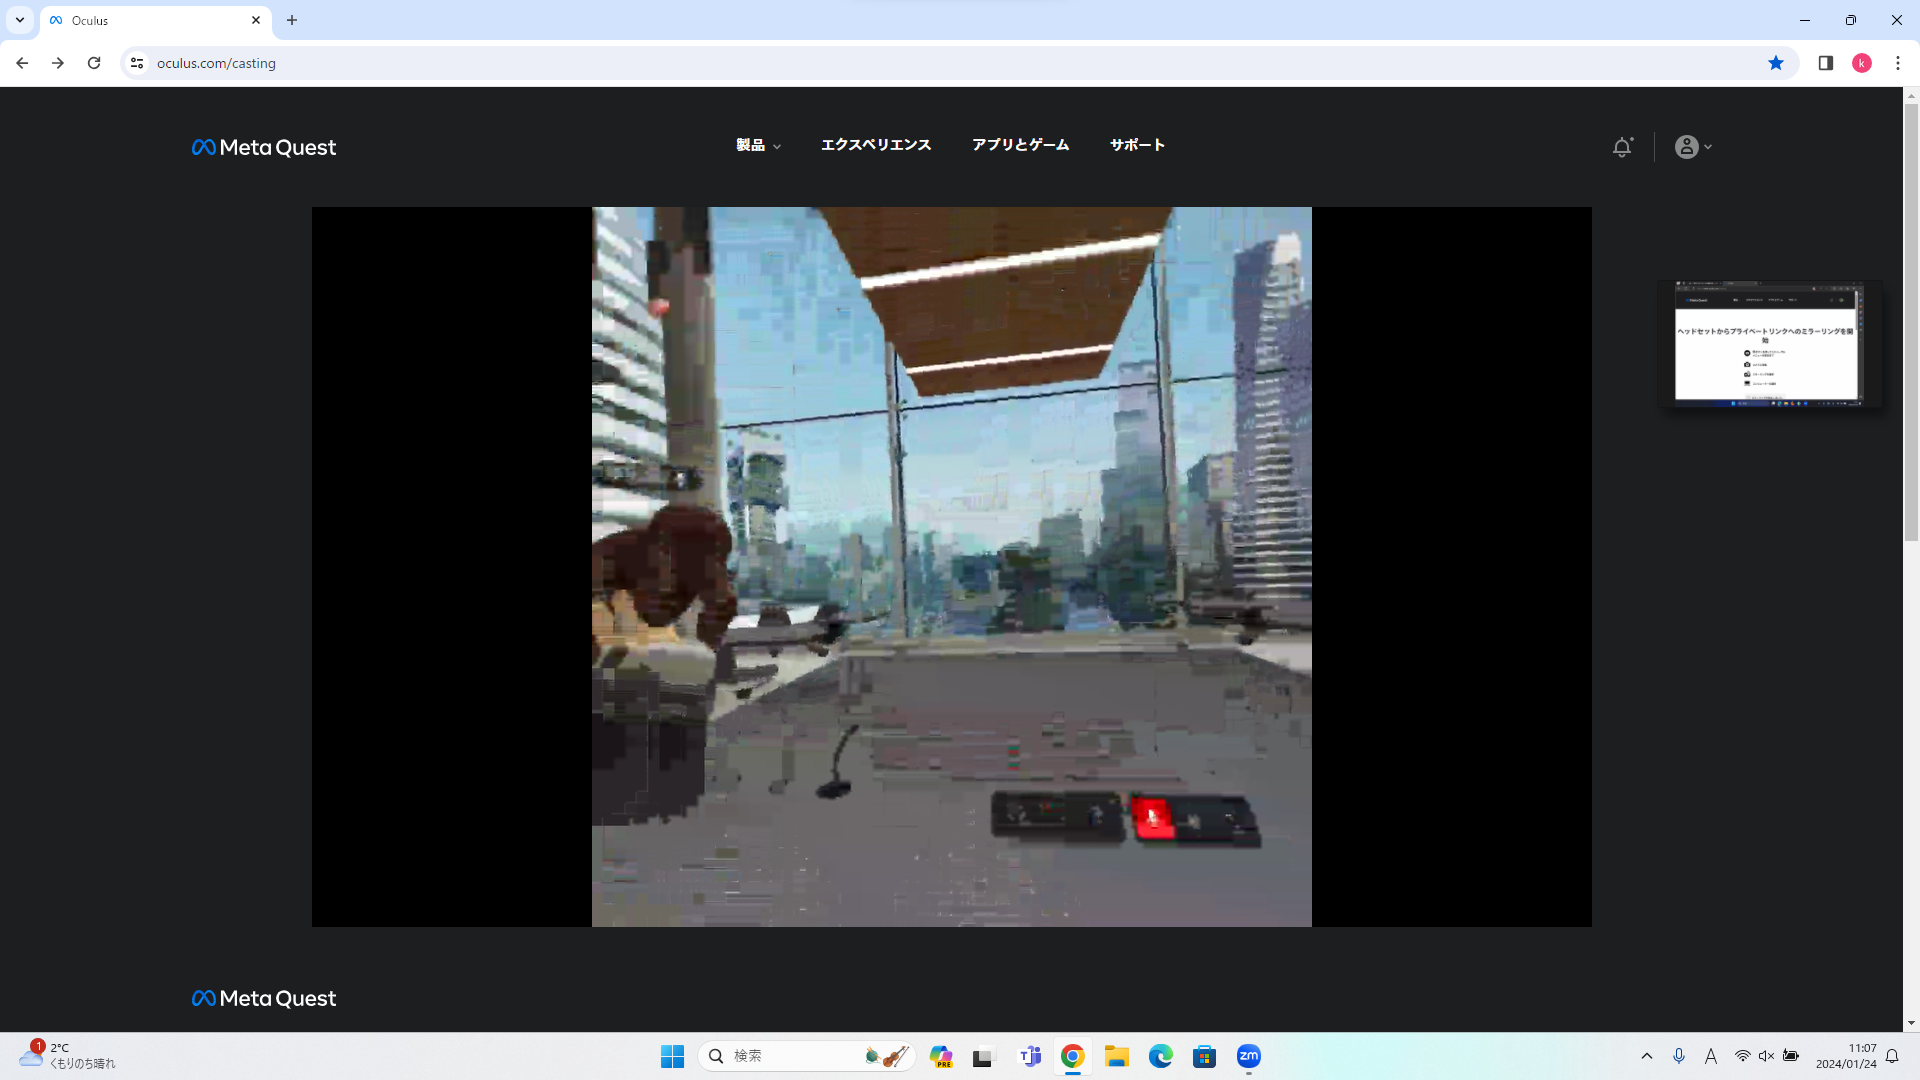 Oculus
oculus.com/casting
k
Meta Quest
製品
エクスペリエンス
アプリとゲーム
サポート
ヘッドセットからプライベートリンクへのミラーリングを開
始
Meta Quest
1
2°C
くもりのち晴れ
検索
PRE
zm
A
11:07
2024/01/24